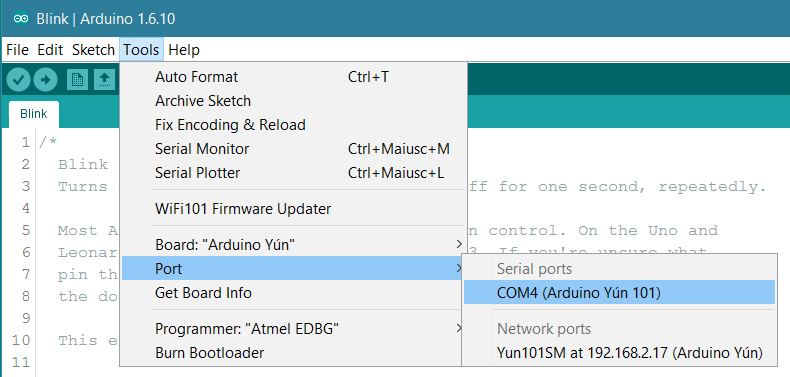 Blink | Arduino 1.6.10
File Edit Sketch Tools Help
Blink
Auto Format Ctrl+T
Archive Sketch
Fix Encoding & Reload
Serial Monitor Ctrl+Maiusc+M
Serial Plotter Ctrl+Maiusc+L
WiFi101 Firmware Updater
Board: "Arduino Yún"
Port
Get Board Info
Programmer: "Atmel EDBG"
Burn Bootloader
Serial ports
COM4 (Arduino Yún 101)
Network ports
Yun101SM at 192.168.2.17 (Arduino Yún)
1 /*
2 Blink
3 Turns ff for one second, repeatedly.
4
5 Most A n control. On the Uno and
6 Leonar 3. If you're unsure what
7 pin th
8 the do
9
10 This e
11